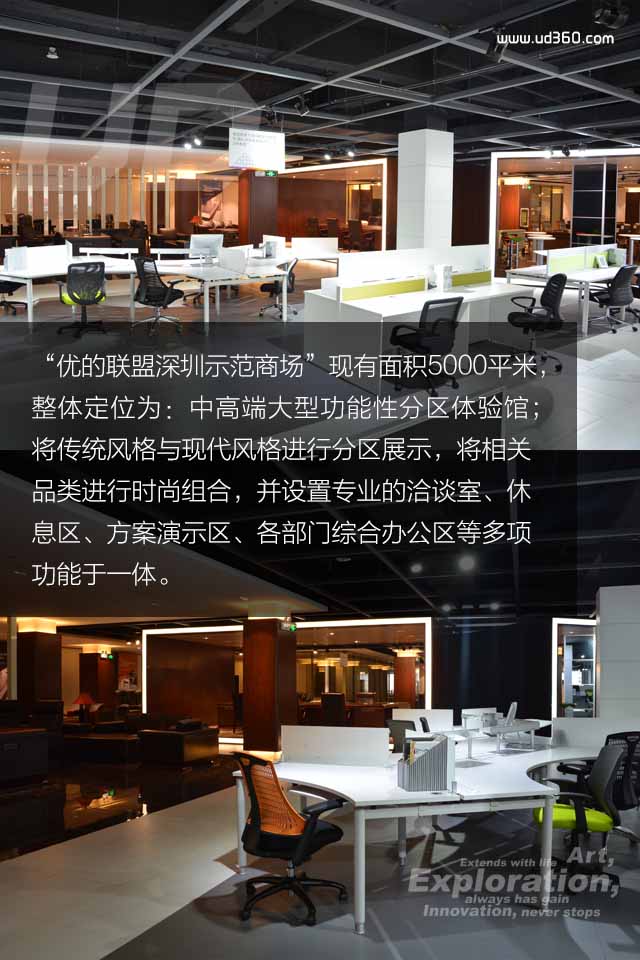 www.ud360.com
UD
“优的联盟深圳示范商场”现有面积5000平米，
整体定位为：中高端大型功能性分区体验馆；
将传统风格与现代风格进行分区展示，将相关
品类进行时尚组合，并设置专业的洽谈室、休
息区、方案演示区、各部门综合办公区等多项
功能于一体。
Extends with life Art,
Exploration,
always has gain
Innovation, never stops